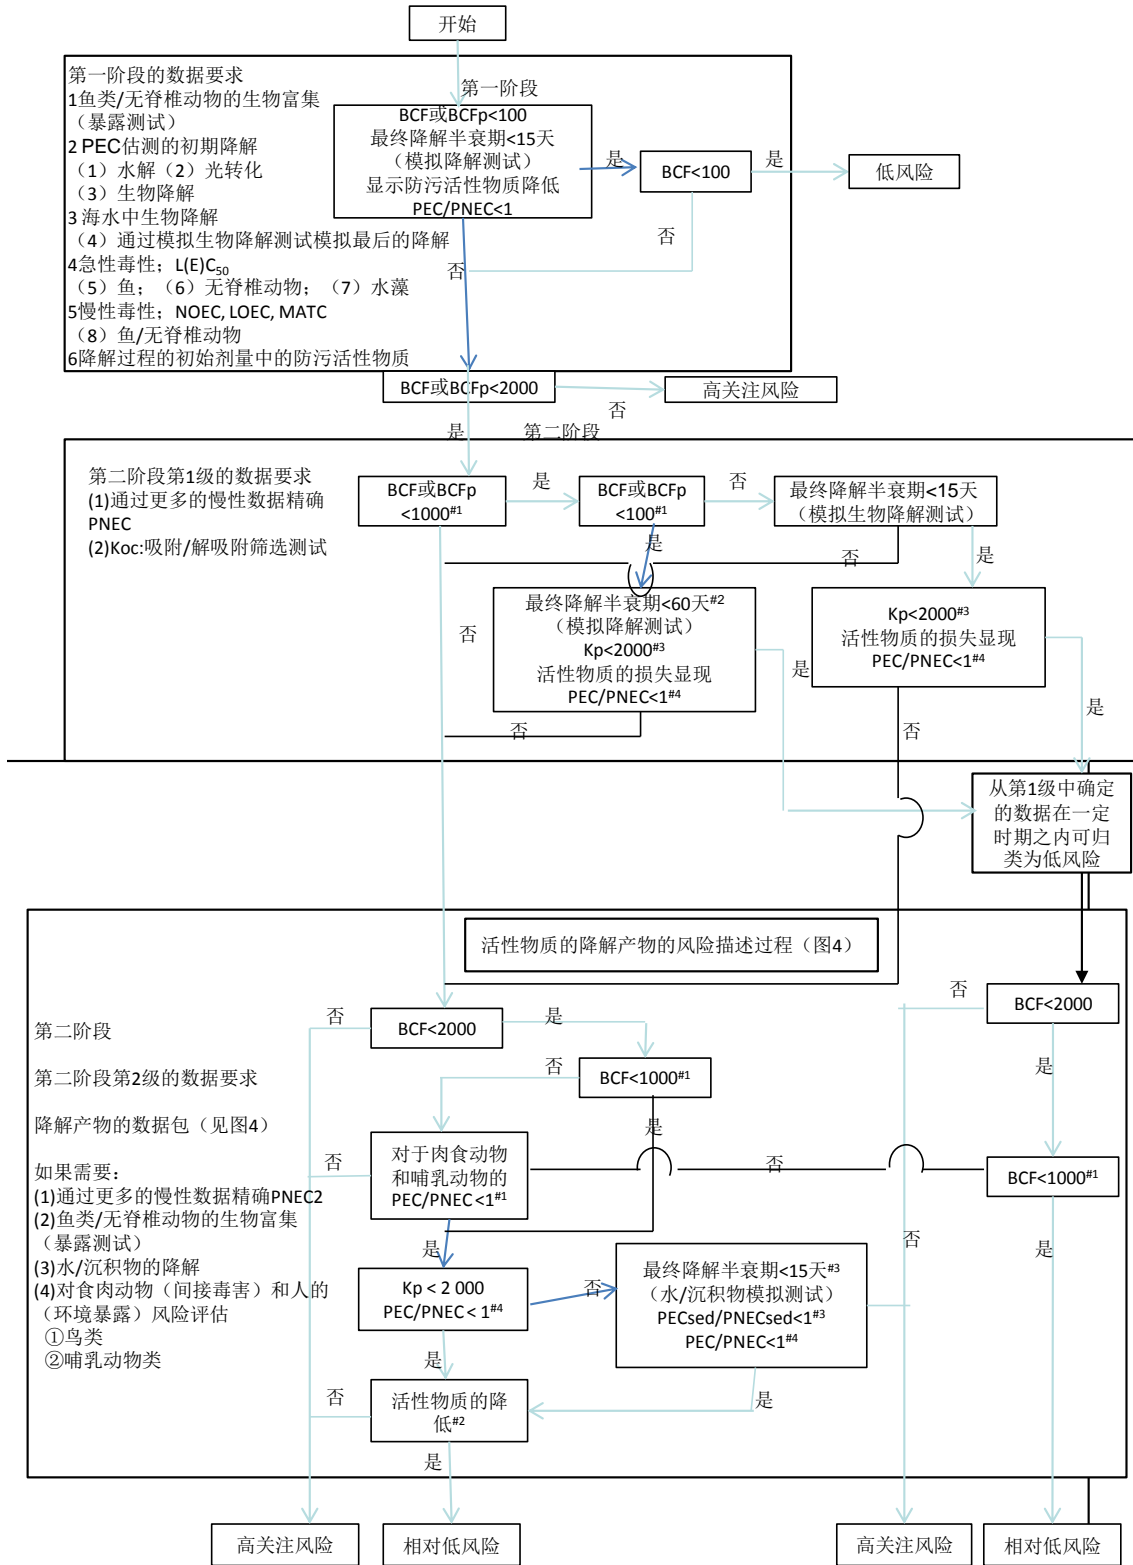 开始
第一阶段的数据要求
1鱼类/无脊椎动物的生物富集
（暴露测试）
2 PEC估测的初期降解
（1）水解（2）光转化
（3）生物降解
3 海水中生物降解
（4）通过模拟生物降解测试模拟最后的降解
4急性毒性；L(E)C₅₀
（5）鱼；（6）无脊椎动物；（7）水藻
5慢性毒性；NOEC, LOEC, MATC
（8）鱼/无脊椎动物
6降解过程的初始剂量中的防污活性物质
第一阶段
BCF或BCFp<100
最终降解半衰期<15天
（模拟降解测试）
显示防污活性物质降低
PEC/PNEC<1
是
BCF<100
是
低风险
否
否
BCF或BCFp<2000
否
高关注风险
是
第二阶段
第二阶段第1级的数据要求
(1)通过更多的慢性数据精确
PNEC
(2)Koc:吸附/解吸附筛选测试
BCF或BCFp
<1000#1
是
BCF或BCFp
<100#1
否
最终降解半衰期<15天
（模拟生物降解测试）
是
否
是
否
最终降解半衰期<60天#2
（模拟降解测试）
Kp<2000#3
活性物质的损失显现
PEC/PNEC<1#4
是
Kp<2000#3
活性物质的损失显现
PEC/PNEC<1#4
是
否
否
从第1级中确定
的数据在一定
时期之内可归
类为低风险
活性物质的降解产物的风险描述过程（图4）
第二阶段
第二阶段第2级的数据要求
降解产物的数据包（见图4）
如果需要：
(1)通过更多的慢性数据精确PNEC2
(2)鱼类/无脊椎动物的生物富集
（暴露测试）
(3)水/沉积物的降解
(4)对食肉动物（间接毒害）和人的
（环境暴露）风险评估
①鸟类
②哺乳动物类
否
BCF<2000
是
否
BCF<2000
否
BCF<1000#1
是
是
否
对于肉食动物
和哺乳动物的
PEC/PNEC<1#1
否
BCF<1000#1
是
否
是
Kp < 2 000
PEC/PNEC < 1#4
否
最终降解半衰期<15天#3
（水/沉积物模拟测试）
PECsed/PNECsed<1#3
PEC/PNEC<1#4
是
是
否
活性物质的降
低#2
是
高关注风险
相对低风险
高关注风险
相对低风险